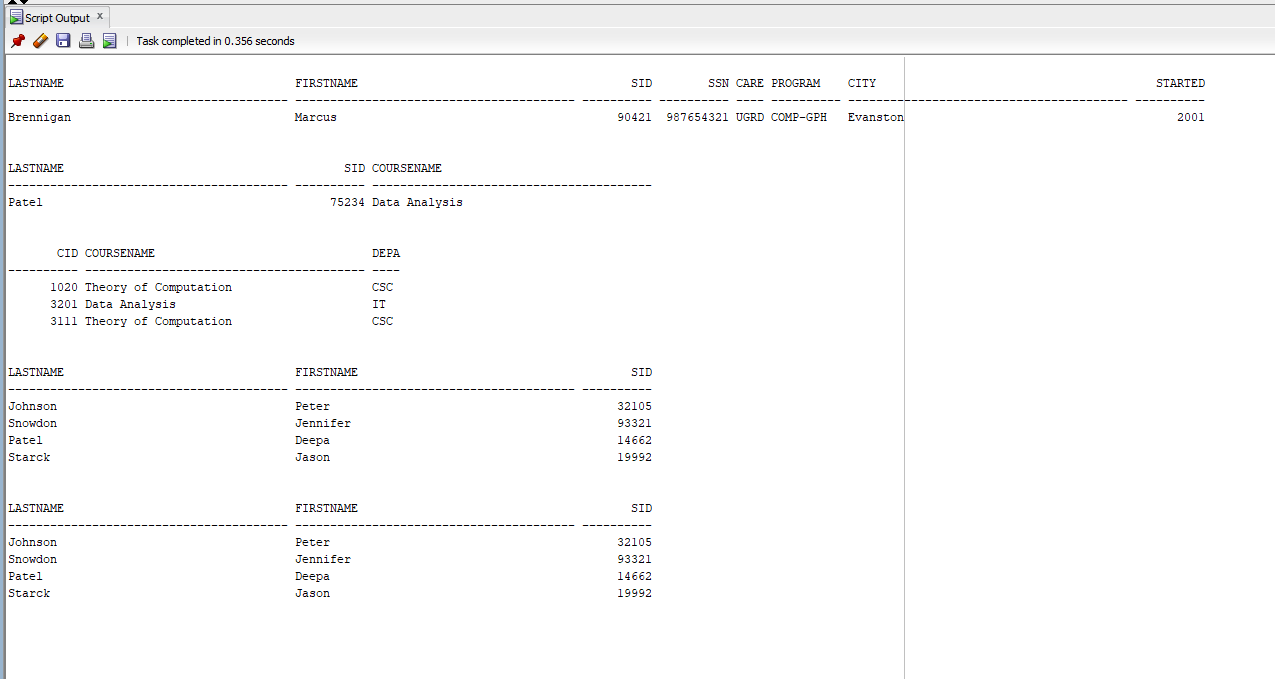 Script Output x
Task completed in 0.356 seconds
LASTNAME FIRSTNAME SID SSN CARE PROGRAM CITY STARTED
---------------------------------------- ---------------------------------------- ---------- ---------- ---- ---------- ---------------------------------------- ----------
Brennigan Marcus 90421 987654321 UGRD COMP-GPH Evanston 2001
LASTNAME SID COURSENAME
---------------------------------------- ---------- ----------------------------------------
Patel 75234 Data Analysis
CID COURSENAME DEPA
---------- ---------------------------------------- ----
1020 Theory of Computation CSC
3201 Data Analysis IT
3111 Theory of Computation CSC
LASTNAME FIRSTNAME SID
---------------------------------------- ---------------------------------------- ----------
Johnson Peter 32105
Snowdon Jennifer 93321
Patel Deepa 14662
Starck Jason 19992
LASTNAME FIRSTNAME SID
---------------------------------------- ---------------------------------------- ----------
Johnson Peter 32105
Snowdon Jennifer 93321
Patel Deepa 14662
Starck Jason 19992